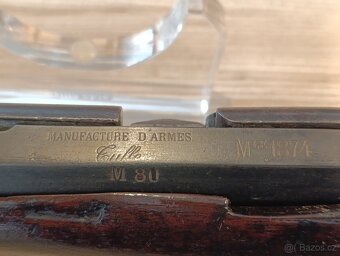 MANUFACTURE D'ARMES
Tulle
Mle 1874
M 80
Bazos.cz